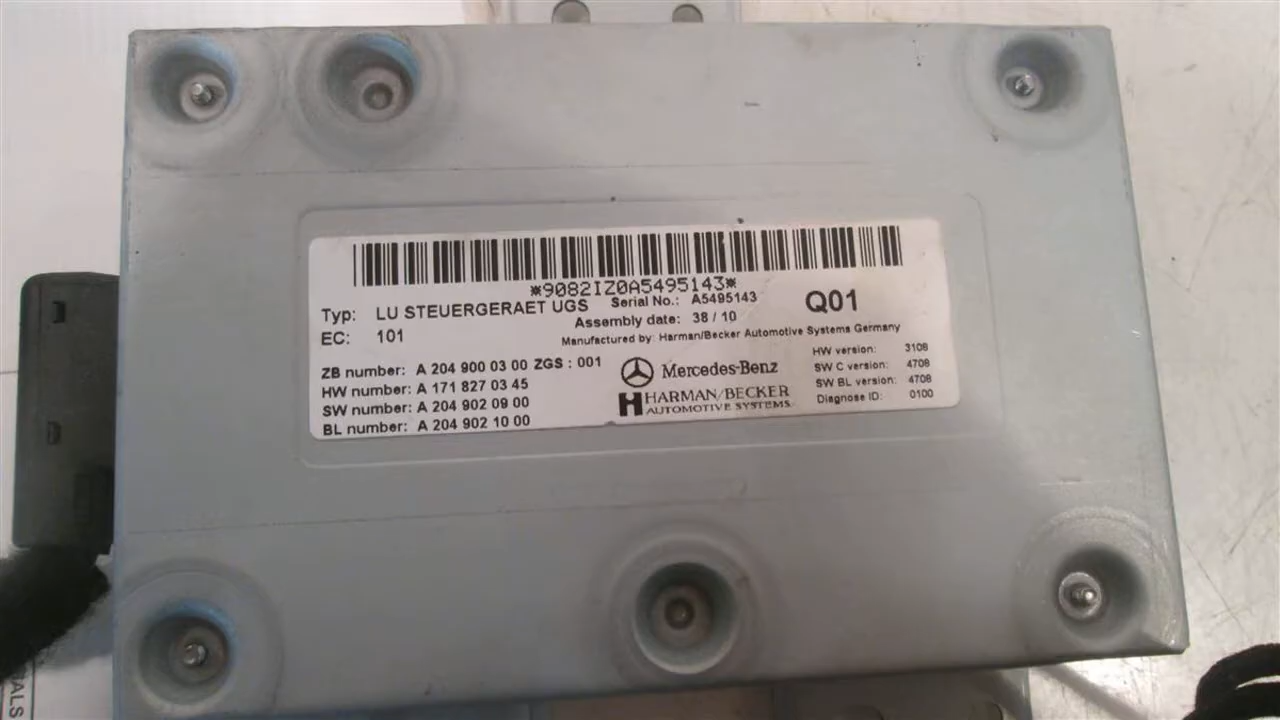 *9082IZ0A5495143*
Typ: LU STEUERGERAET UGS Serial No.: A5495143 Q01
EC: 101 Assembly date: 38 / 10
Manufactured by: Harman/Becker Automotive Systems Germany
ZB number: A 204 900 03 00 ZGS : 001
HW number: A 171 827 03 45
SW number: A 204 902 09 00
BL number: A 204 902 10 00
Mercedes-Benz
HARMAN/BECKER
AUTOMOTIVE SYSTEMS
HW version: 3108
SW C version: 4708
SW BL version: 4708
Diagnose ID: 0100